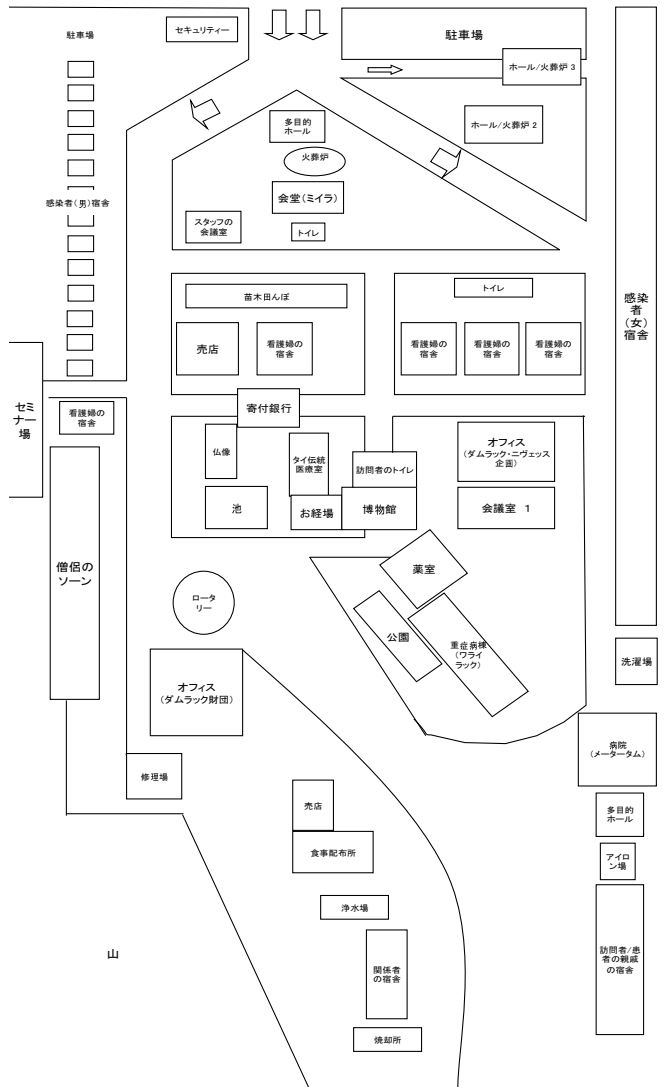 駐車場
セキュリティー
駐車場
ホール/火葬炉 3
多目的
ホール
ホール/火葬炉 2
火葬炉
会堂(ミイラ)
感染者(男)宿舎
スタッフの
会議室
トイレ
苗木田んぼ
トイレ
感染
者
(女)
宿舎
売店
看護婦の
宿舎
看護婦の
宿舎
看護婦の
宿舎
看護婦の
宿舎
セミ
ナー
場
看護婦の
宿舎
寄付銀行
仏像
タイ伝統
医療室
訪問者のトイレ
オフィス
(ダムラック・ニヴェッス
企画)
池
お経場
博物館
会議室 1
僧侶の
ソーン
薬室
ロータ
リー
公園
重症病棟
(ワライ
ラック)
洗濯場
オフィス
(ダムラック財団)
病院
(メータータム)
修理場
売店
多目的
ホール
食事配布所
アイロ
ン場
浄水場
山
関係者
の宿舎
訪問者/患
者の親戚
の宿舎
焼却所